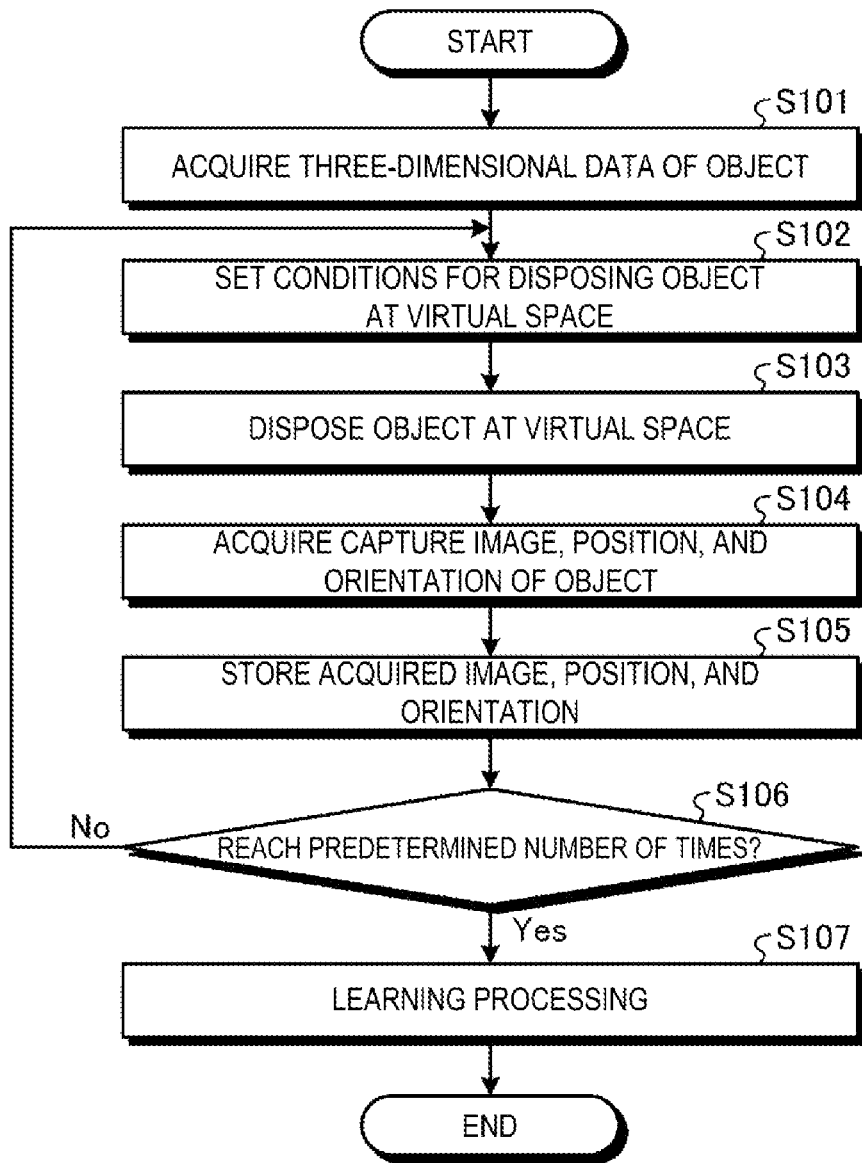 START
S101
ACQUIRE THREE-DIMENSIONAL DATA OF OBJECT
S102
SET CONDITIONS FOR DISPOSING OBJECT
AT VIRTUAL SPACE
S103
DISPOSE OBJECT AT VIRTUAL SPACE
S104
ACQUIRE CAPTURE IMAGE, POSITION, AND
ORIENTATION OF OBJECT
S105
STORE ACQUIRED IMAGE, POSITION, AND
ORIENTATION
S106
No
REACH PREDETERMINED NUMBER OF TIMES?
Yes
S107
LEARNING PROCESSING
END